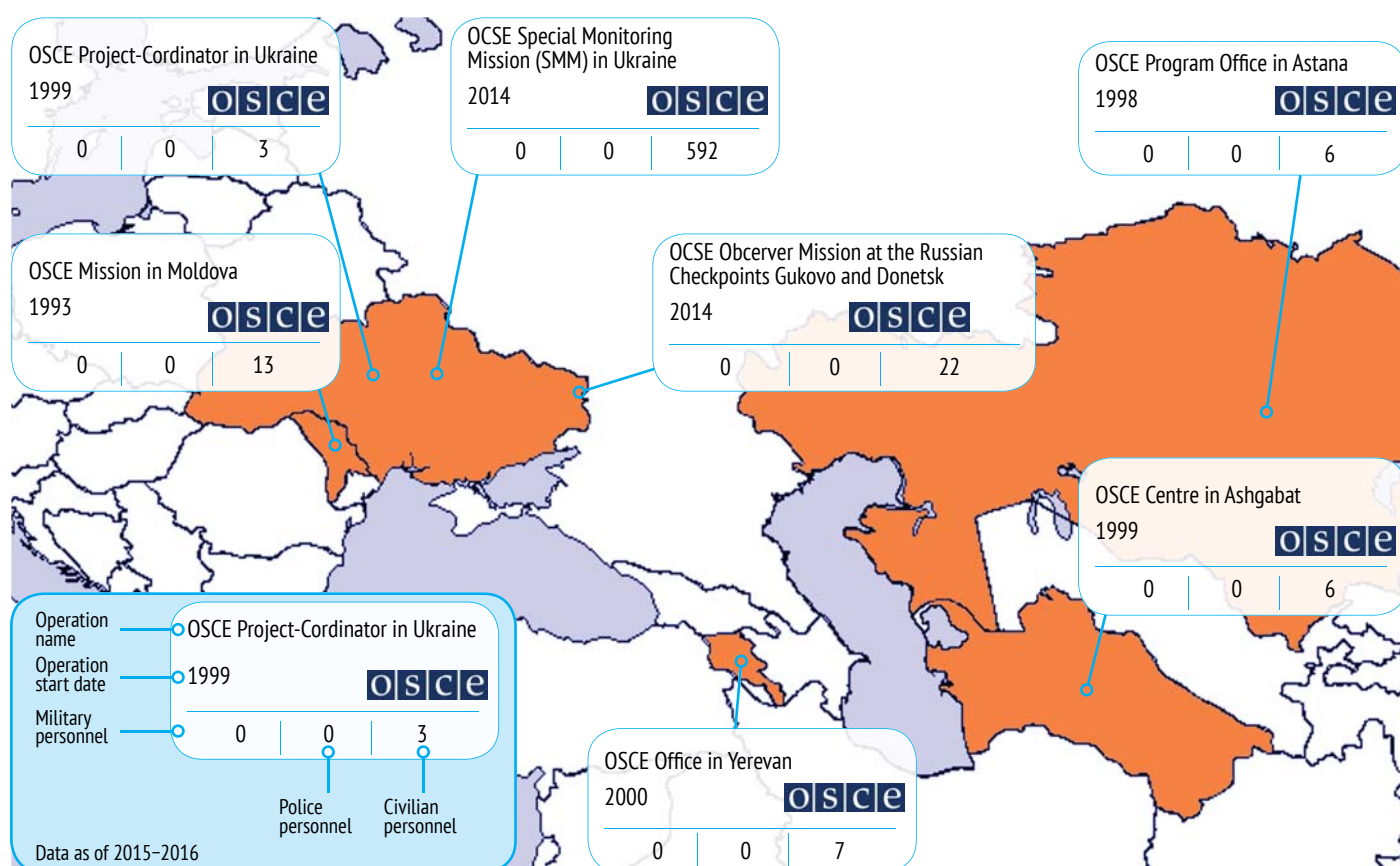 OSCE Project-Cordinator in Ukraine
1999
osce
0 0 3
OCSE Special Monitoring
Mission (SMM) in Ukraine
2014
osce
0 0 592
OSCE Program Office in Astana
1998
osce
0 0 6
OSCE Mission in Moldova
1993
osce
0 0 13
OCSE Obcerver Mission at the Russian
Checkpoints Gukovo and Donetsk
2014
osce
0 0 22
OSCE Centre in Ashgabat
1999
osce
0 0 6
Operation
name
OSCE Project-Cordinator in Ukraine
Operation
start date
1999
osce
Military
personnel
0 0 3
Police
personnel
Civilian
personnel
Data as of 2015–2016
OSCE Office in Yerevan
2000
osce
0 0 7